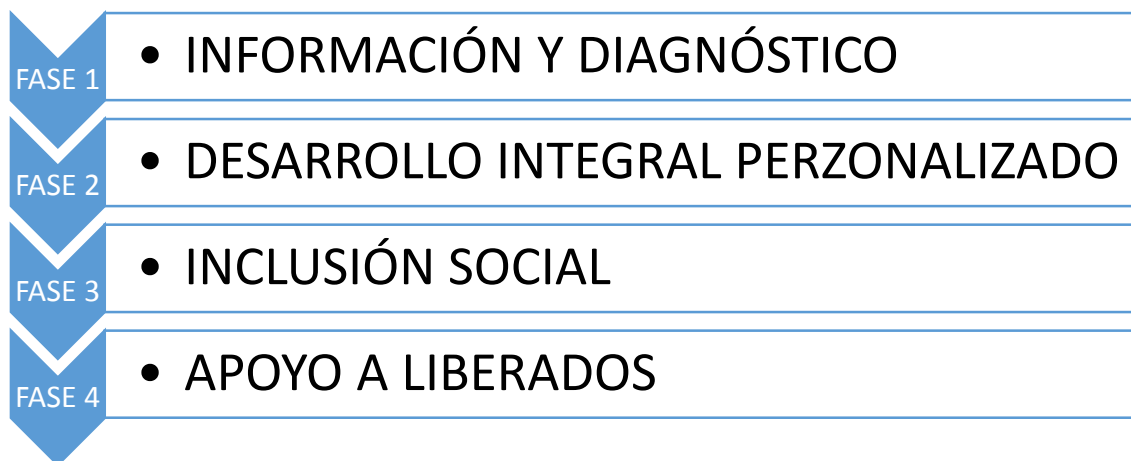 FASE 1
• INFORMACIÓN Y DIAGNÓSTICO
FASE 2
• DESARROLLO INTEGRAL PERZONALIZADO
FASE 3
• INCLUSIÓN SOCIAL
FASE 4
• APOYO A LIBERADOS